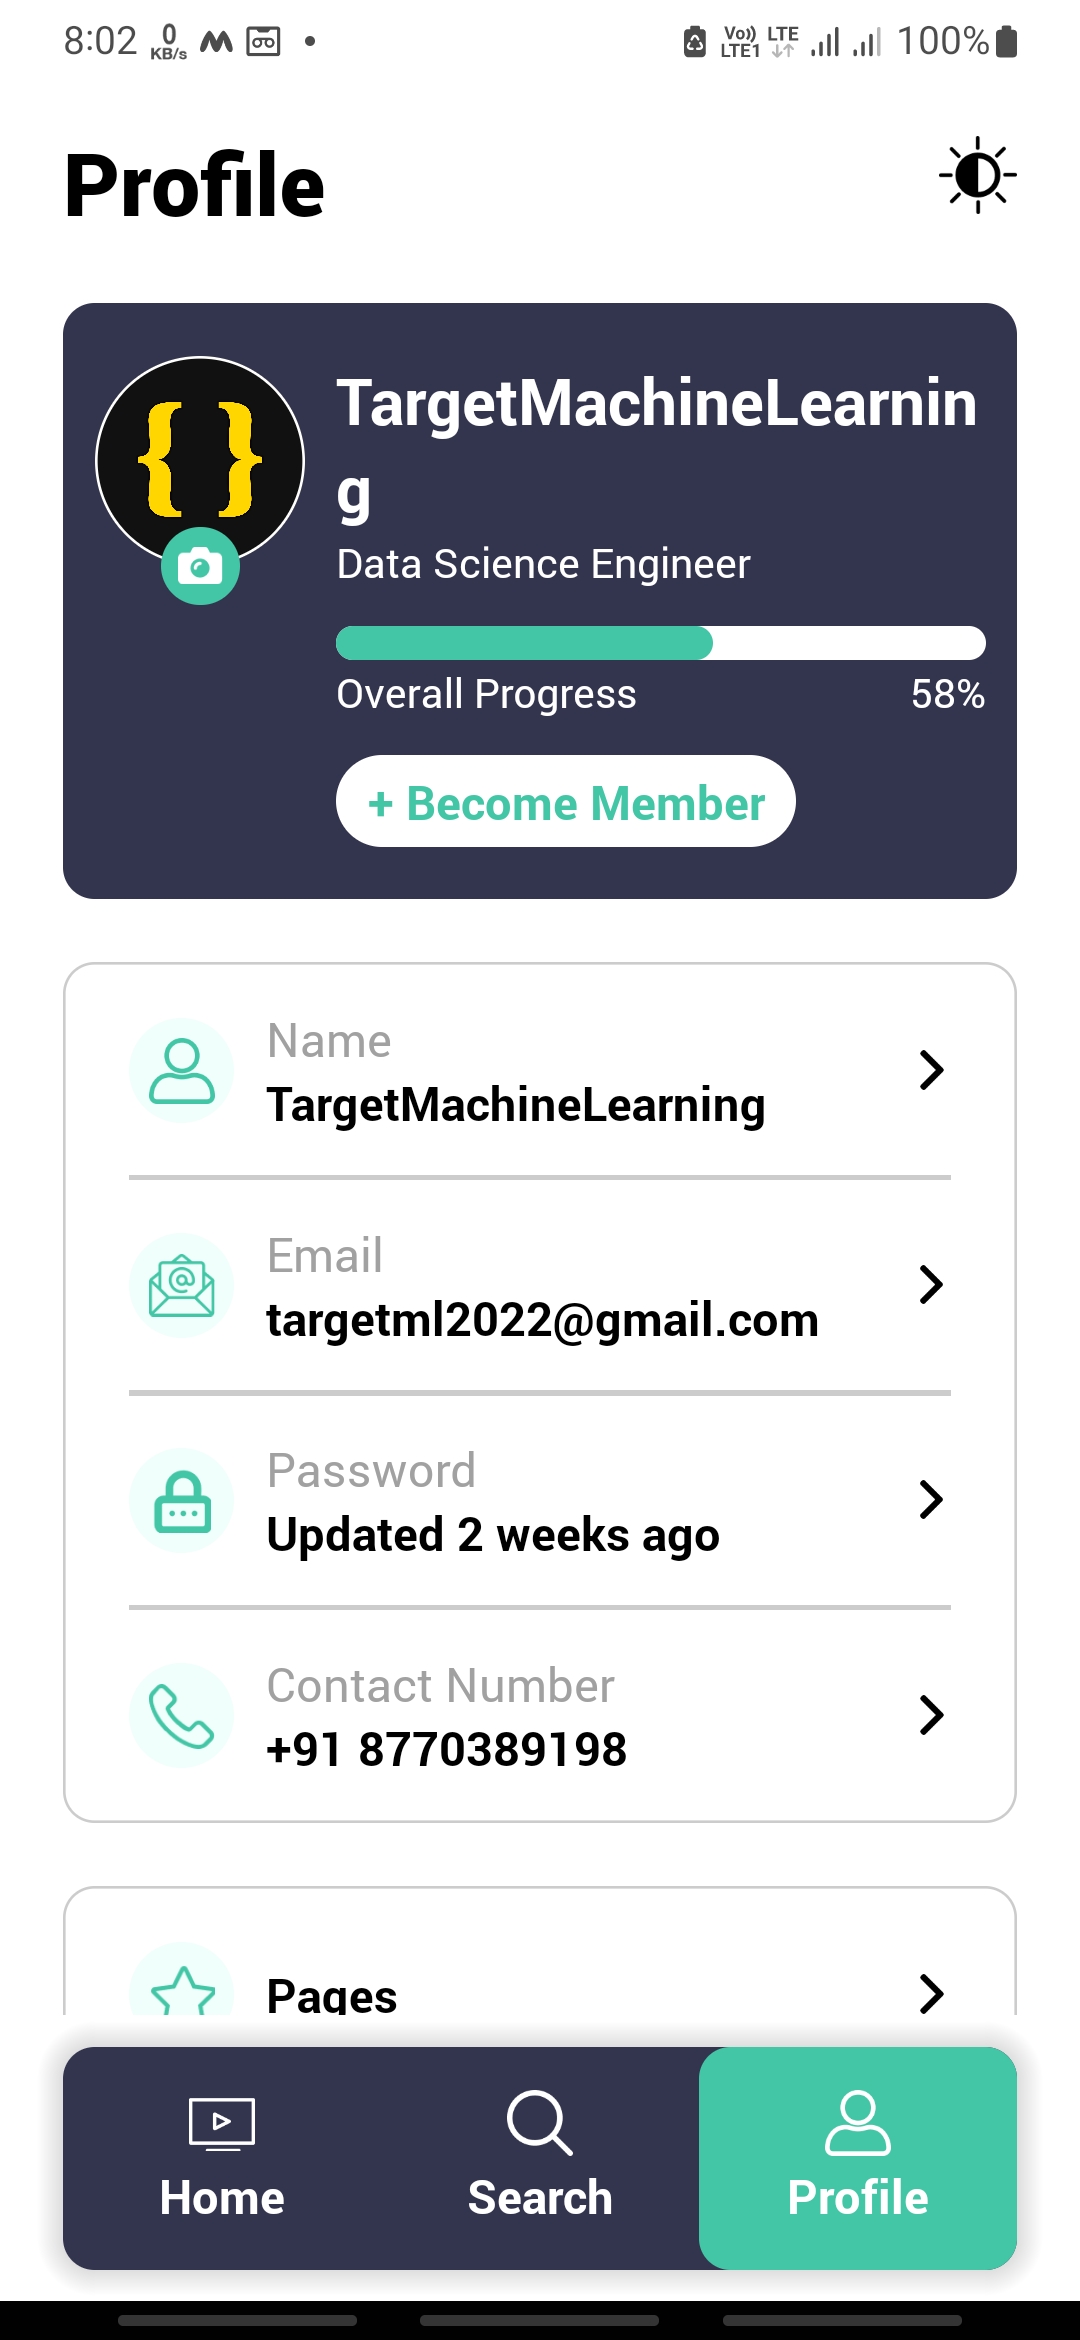 8:02 0 KB/s Vo)) LTE1 LTE 100%
Profile
{ }
TargetMachineLearnin
g
Data Science Engineer
Overall Progress 58%
+ Become Member
Name
TargetMachineLearning
Email
targetml2022@gmail.com
Password
Updated 2 weeks ago
Contact Number
+91 8770389198
Pages
Home Search Profile